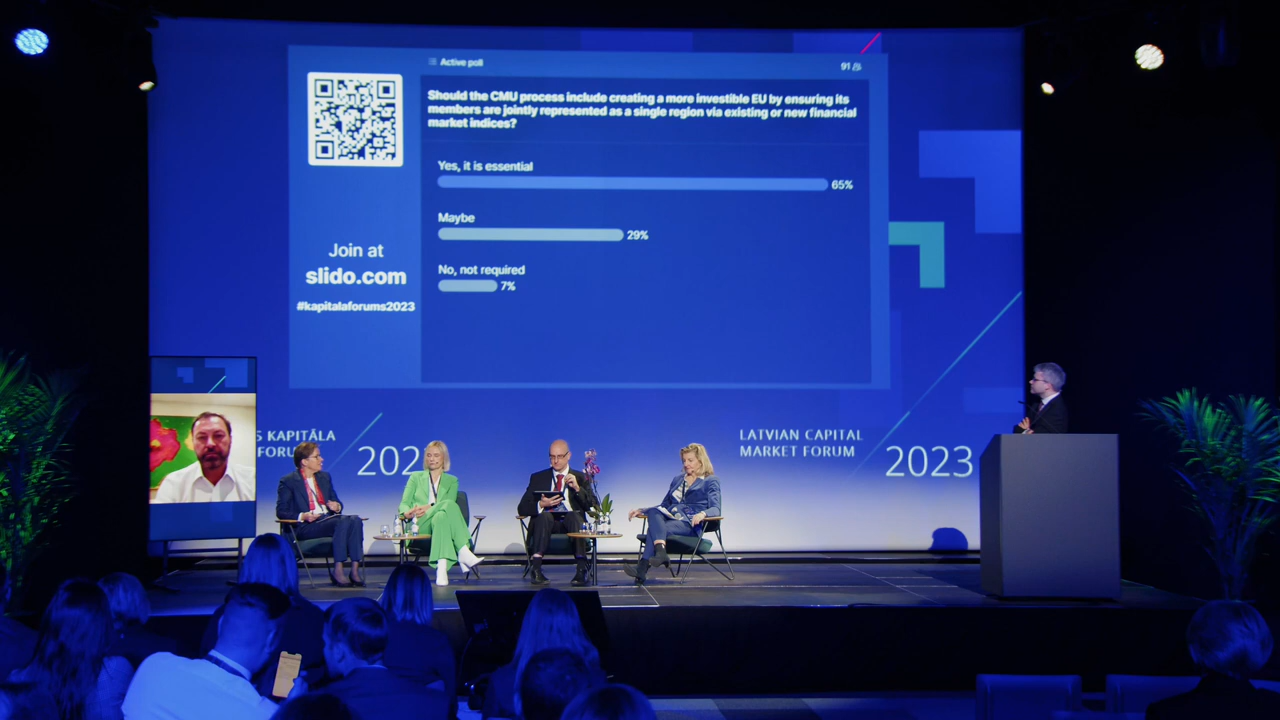 Active poll
91
Should the CMU process include creating a more investible EU by ensuring its
members are jointly represented as a single region via existing or new financial
market indices?
Yes, it is essential
65%
Maybe
29%
No, not required
7%
Join at
slido.com
#kapitalaforums2023
S KAPITĀLA
FORU
202
LATVIAN CAPITAL
MARKET FORUM
2023